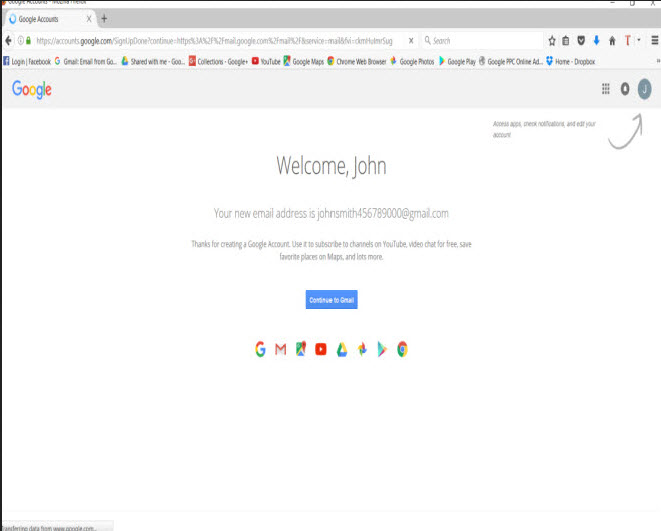 Google Accounts - Mozilla Firefox
Google Accounts
https://accounts.google.com/SignUpDone?continue=https%3A%2F%2Fmail.google.com%2Fmail%2F&service=mail&fvi=ckmHuImrSug
Search
Login | Facebook
Gmail: Email from Go...
Shared with me - Goo...
Collections - Google+
YouTube
Google Maps
Chrome Web Browser
Google Photos
Google Play
Google PPC Online Ad...
Home - Dropbox
Google
J
Access apps, check notifications, and edit your
account
Welcome, John
Your new email address is johnsmith456789000@gmail.com
Thanks for creating a Google Account. Use it to subscribe to channels on YouTube, video chat for free, save
favorite places on Maps, and lots more.
Continue to Gmail
Transferring data from www.google.com...